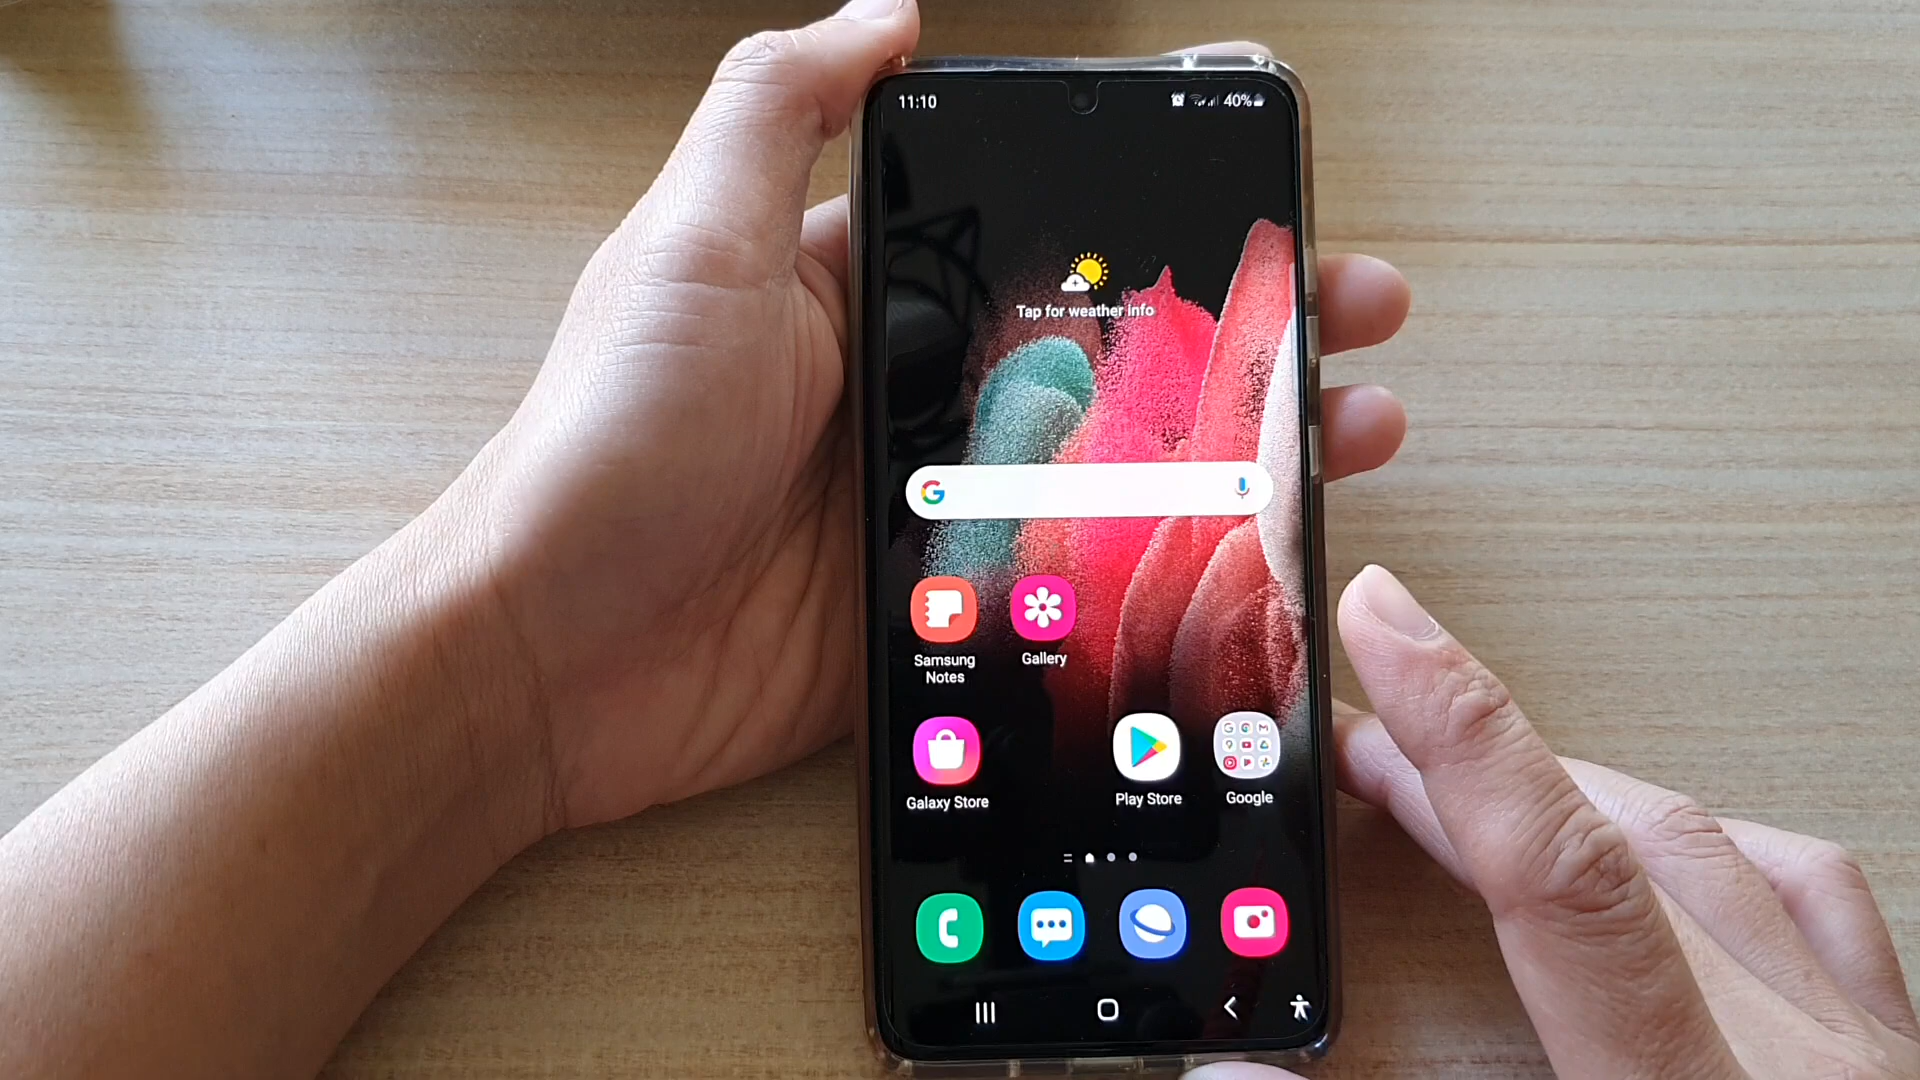 11:10
40%
Tap for weather info
G
Samsung
Notes
Gallery
Galaxy Store
Play Store
Google